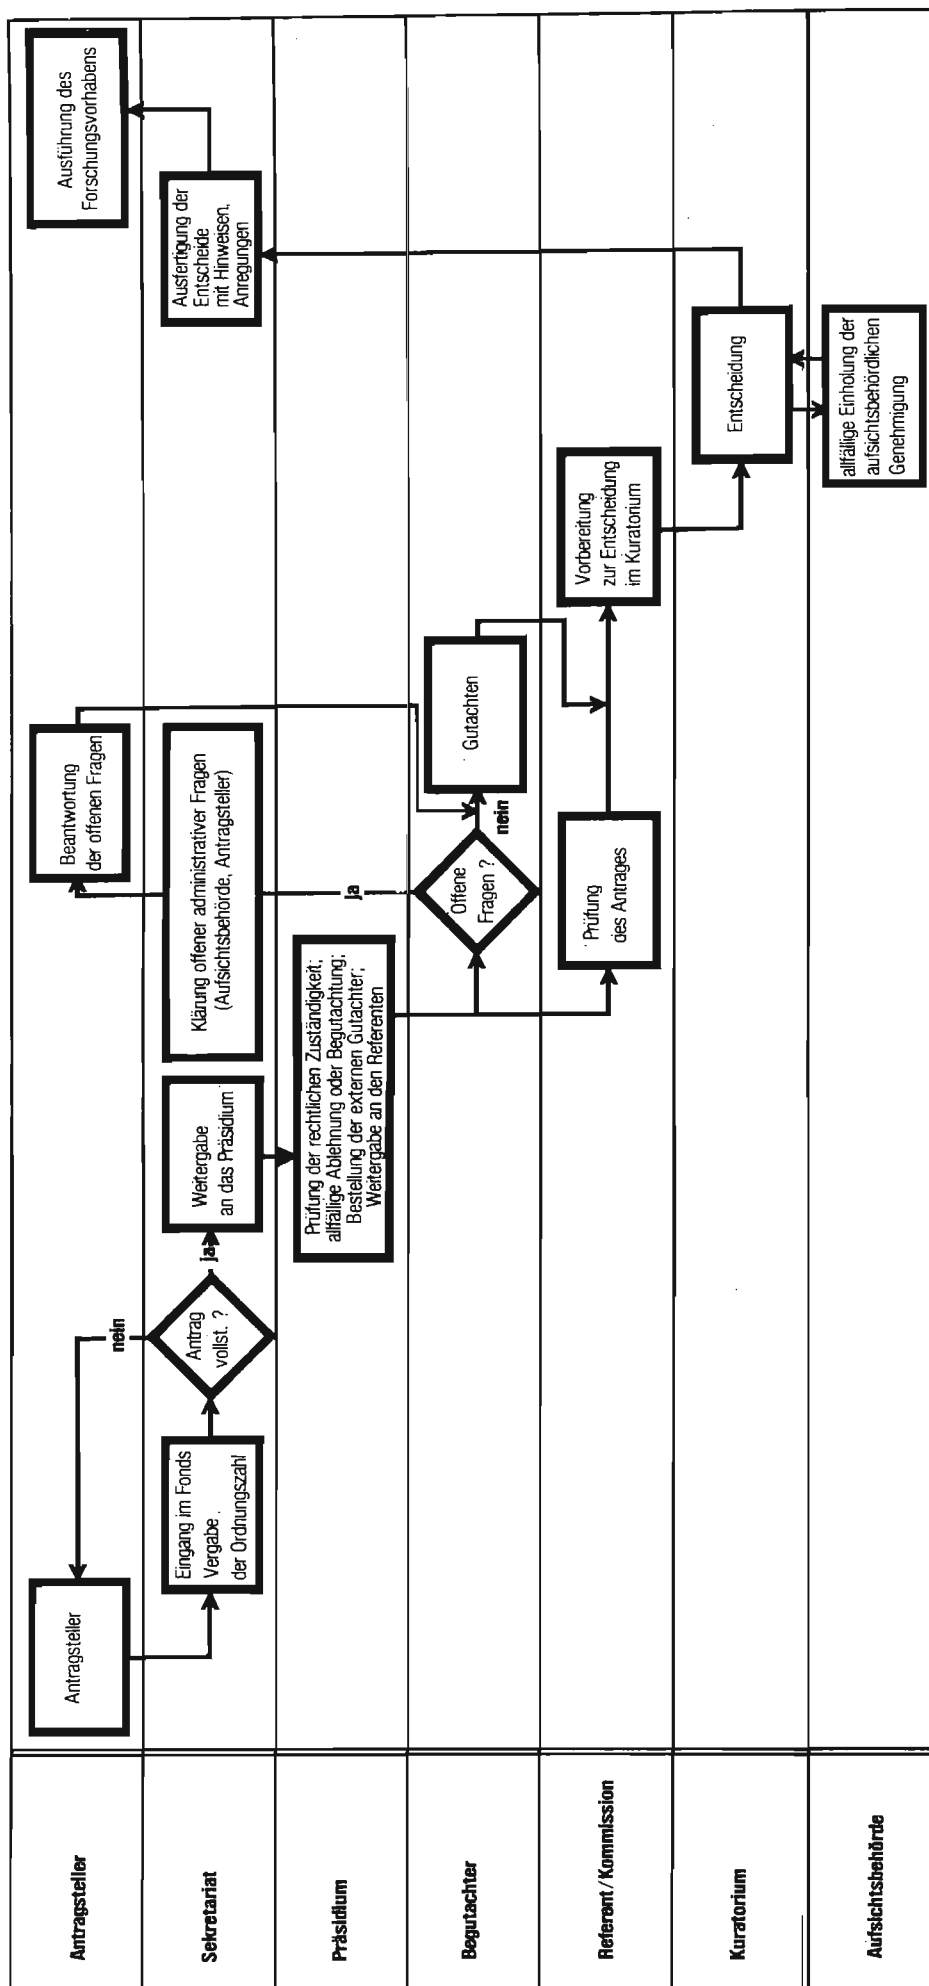 Antragsteller
Antragsteller
nein
Beantwortung
der offenen Fragen
Ausführung des
Forschungsvorhabens
Sekretariat
Eingang im Fonds
Vergabe
der Ordnungszahl
Antrag
vollst. ?
ja
Weitergabe
an das Präsidium
Klärung offener administrativer Fragen
(Aufsichtsbehörde, Antragsteller)
Ausfertigung der
Entscheide
mit Hinweisen,
Anregungen
Präsidium
Prüfung der rechtlichen Zuständigkeit;
allfällige Ablehnung oder Begutachtung;
Bestellung der externen Gutachter;
Weitergabe an den Referenten
ja
Begutachter
Offene
Fragen ?
nein
Gutachten
Referent/Kommission
Prüfung
des Antrages
Vorbereitung
zur Entscheidung
im Kuratorium
Kuratorium
Entscheidung
Aufsichtsbehörde
allfällige Einholung der
aufsichtsbehördlichen
Genehmigung